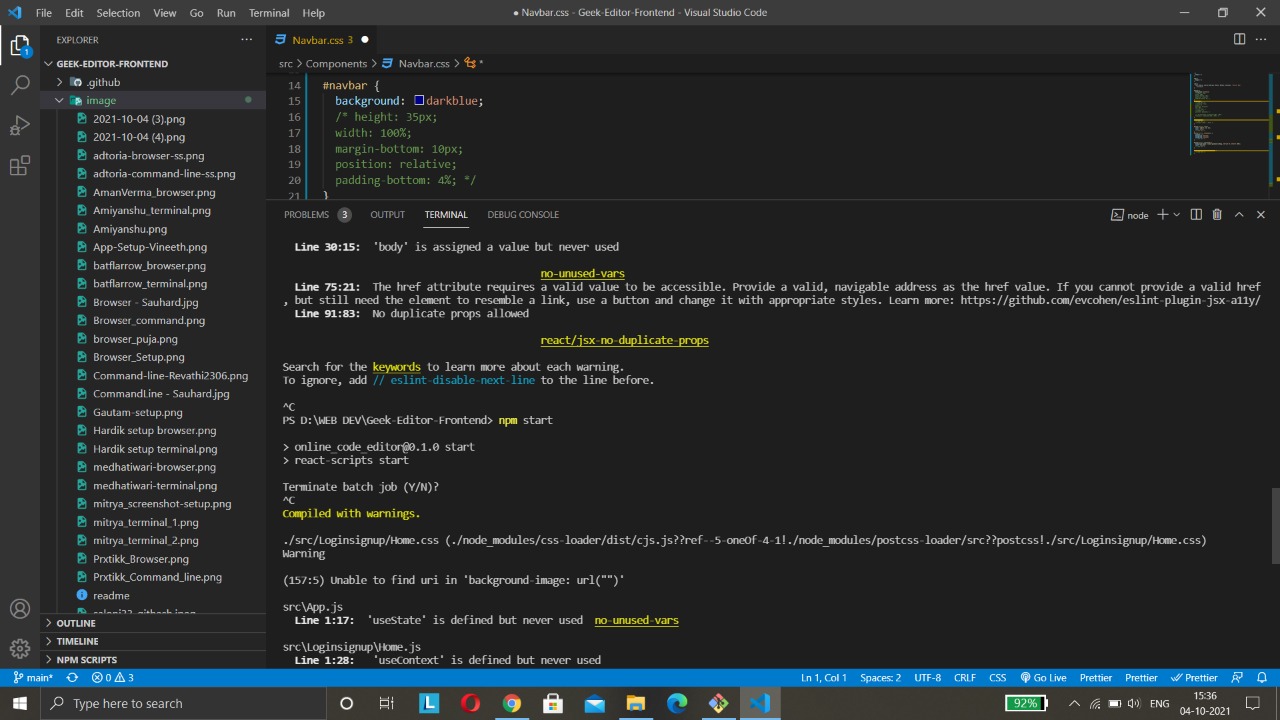 File Edit Selection View Go Run Terminal Help
● Navbar.css - Geek-Editor-Frontend - Visual Studio Code
EXPLORER
GEEK-EDITOR-FRONTEND
.github
image
2021-10-04 (3).png
2021-10-04 (4).png
adtoria-browser-ss.png
adtoria-command-line-ss.png
AmanVerma_browser.png
Amiyanshu_terminal.png
Amiyanshu.png
App-Setup-Vineeth.png
batflarrow_browser.png
batflarrow_terminal.png
Browser - Sauhard.jpg
Browser_command.png
browser_puja.png
Browser_Setup.png
Command-line-Revathi2306.png
CommandLine - Sauhard.jpg
Gautam-setup.png
Hardik setup browser.png
Hardik setup terminal.png
medhatiwari-browser.png
medhatiwari-terminal.png
mitrya_screenshot-setup.png
mitrya_terminal_1.png
mitrya_terminal_2.png
Prxtikk_Browser.png
Prxtikk_Command_line.png
readme
OUTLINE
TIMELINE
NPM SCRIPTS
1
Navbar.css 3 ●
src > Components > Navbar.css > *
14 #navbar {
15 background: darkblue;
16 /* height: 35px;
17 width: 100%;
18 margin-bottom: 10px;
19 position: relative;
20 padding-bottom: 4%; */
21 }
PROBLEMS 3 OUTPUT TERMINAL DEBUG CONSOLE
node
Line 30:15: 'body' is assigned a value but never used
no-unused-vars
Line 75:21: The href attribute requires a valid value to be accessible. Provide a valid, navigable address as the href value. If you cannot provide a valid href
, but still need the element to resemble a link, use a button and change it with appropriate styles. Learn more: https://github.com/evcohen/eslint-plugin-jsx-a11y/
Line 91:83: No duplicate props allowed
react/jsx-no-duplicate-props
Search for the keywords to learn more about each warning.
To ignore, add // eslint-disable-next-line to the line before.
^C
PS D:\WEB DEV\Geek-Editor-Frontend> npm start
> online_code_editor@0.1.0 start
> react-scripts start
Terminate batch job (Y/N)?
^C
Compiled with warnings.
./src/Loginsignup/Home.css (./node_modules/css-loader/dist/cjs.js??ref--5-oneOf-4-1!./node_modules/postcss-loader/src??postcss!./src/Loginsignup/Home.css)
Warning
(157:5) Unable to find uri in 'background-image: url("")'
src\App.js
Line 1:17: 'useState' is defined but never used no-unused-vars
src\Loginsignup\Home.js
Line 1:28: 'useContext' is defined but never used
main* 0 3
Ln 1, Col 1 Spaces: 2 UTF-8 CRLF CSS Go Live Prettier Prettier Prettier
Type here to search
L
92%
ENG
15:36
04-10-2021